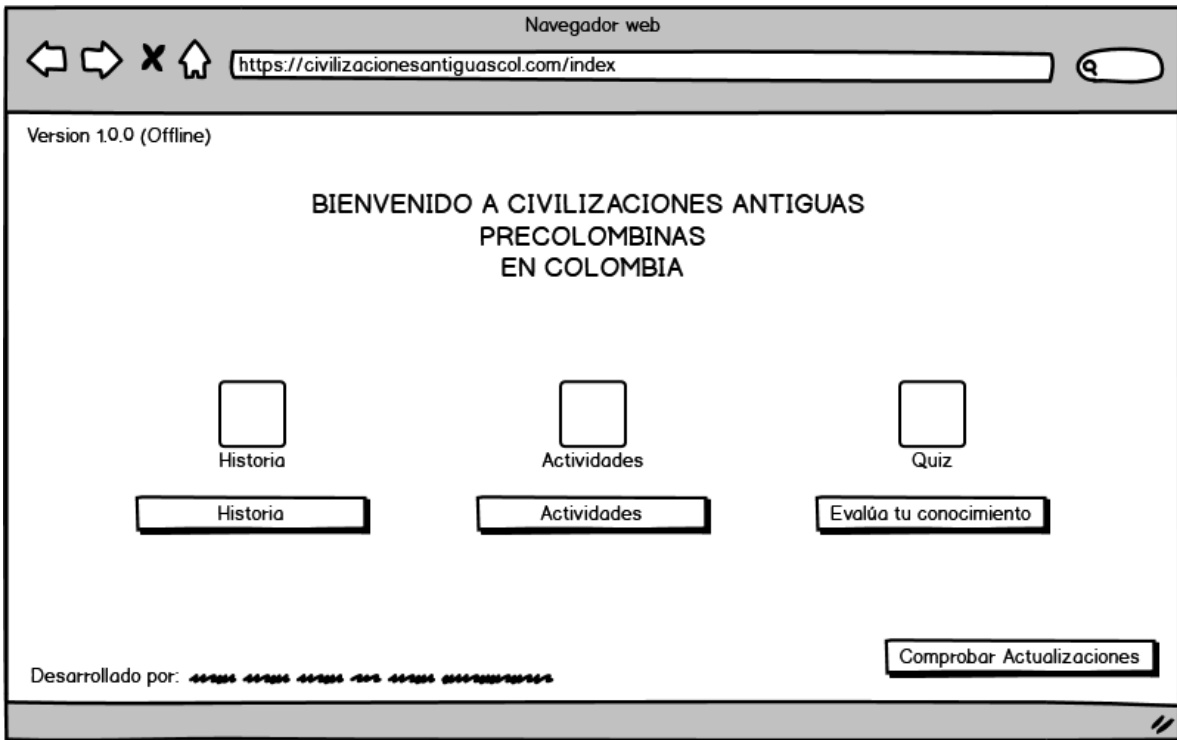 Navegador web
https://civilizacionesantiguascol.com/index
Version 1.0.0 (Offline)
BIENVENIDO A CIVILIZACIONES ANTIGUAS
PRECOLOMBINAS
EN COLOMBIA
Historia
Actividades
Quiz
Historia
Actividades
Evalúa tu conocimiento
Comprobar Actualizaciones
Desarrollado por: